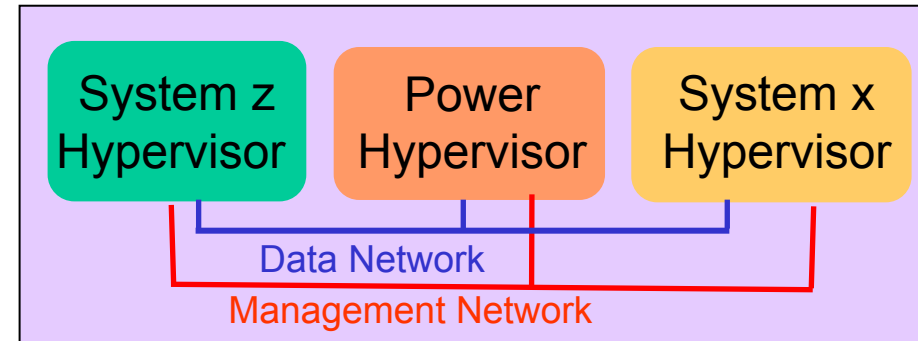 System z
Hypervisor
Power
Hypervisor
System x
Hypervisor
Data Network
Management Network